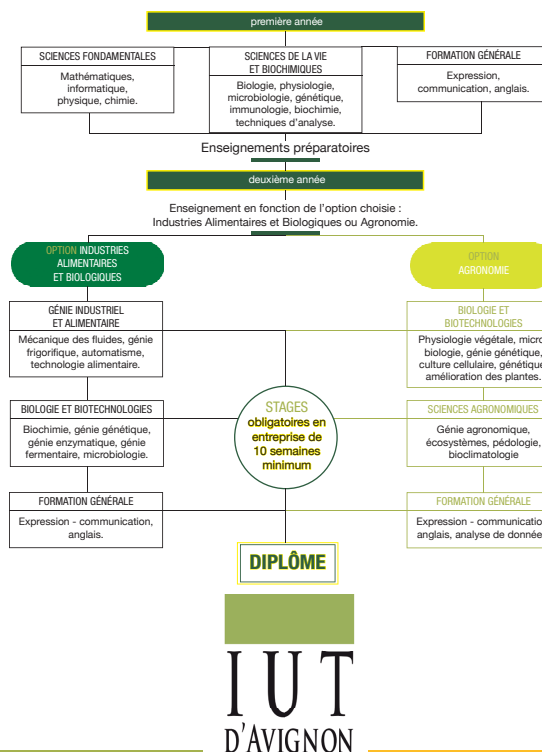 première année
SCIENCES FONDAMENTALES
Mathématiques,
informatique,
physique, chimie.
SCIENCES DE LA VIE
ET BIOCHIMIQUES
Biologie, physiologie,
microbiologie, génétique,
immunologie, biochimie,
techniques d'analyse.
FORMATION GÉNÉRALE
Expression,
communication, anglais.
Enseignements préparatoires
deuxième année
Enseignement en fonction de l'option choisie :
Industries Alimentaires et Biologiques ou Agronomie.
OPTION INDUSTRIES
ALIMENTAIRES
ET BIOLOGIQUES
GÉNIE INDUSTRIEL
ET ALIMENTAIRE
Mécanique des fluides, génie
frigorifique, automatisme,
technologie alimentaire.
BIOLOGIE ET BIOTECHNOLOGIES
Biochimie, génie génétique,
génie enzymatique, génie
fermentaire, microbiologie.
FORMATION GÉNÉRALE
Expression - communication,
anglais.
STAGES
obligatoires en
entreprise de
10 semaines
minimum
OPTION
AGRONOMIE
BIOLOGIE ET
BIOTECHNOLOGIES
Physiologie végétale, micro
biologie, génie génétique,
culture cellulaire, génétique
amélioration des plantes.
SCIENCES AGRONOMIQUES
Génie agronomique,
écosystèmes, pédologie,
bioclimatologie
FORMATION GÉNÉRALE
Expression - communicatio
anglais, analyse de donnée
DIPLÔME
IUT
D'AVIGNON